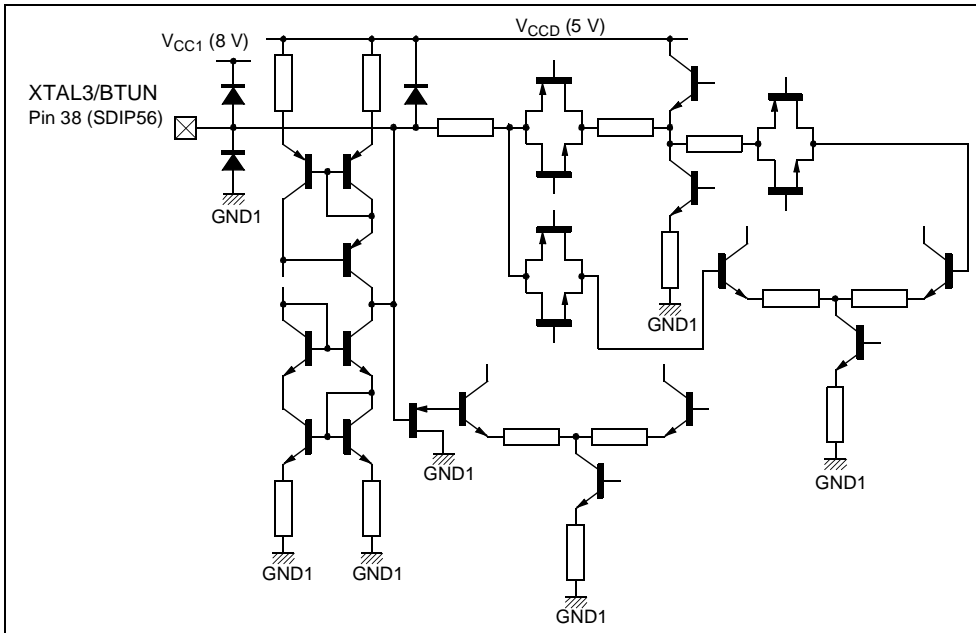 V_CC1 (8 V)
V_CCD (5 V)
XTAL3/BTUN
Pin 38 (SDIP56)
GND1
GND1
GND1
GND1
GND1
GND1
GND1